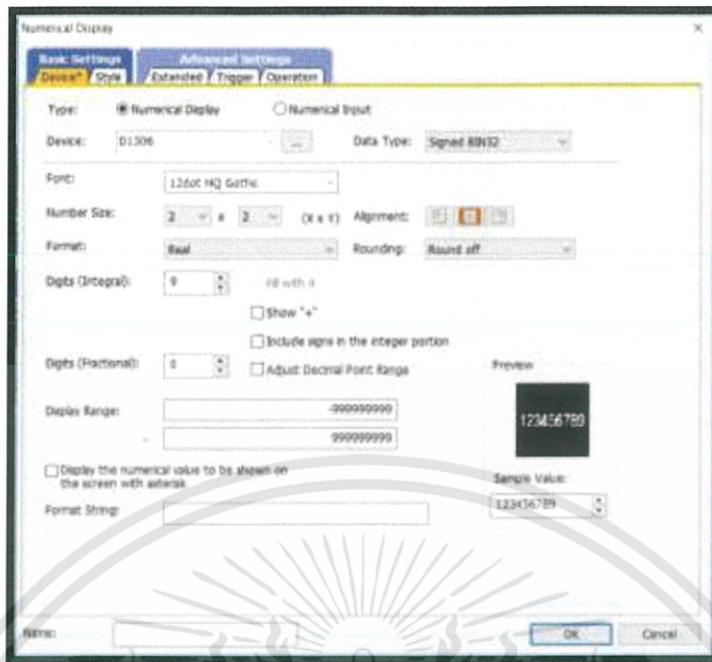 Numerical Display
Basic Settings Advanced Settings
Device* Style Extended Trigger Operation
Type: Numerical Display Numerical Input
Device: D1306 ... Data Type: Signed BIN32
Font: 12dot HQ Gothic
Number Size: 2 x 2 (X x Y) Alignment:
Format: Real Rounding: Round off
Digits (Integral): 9 Fill with 0
Show "+"
Include signs in the integer portion
Digits (Fractional): 0 Adjust Decimal Point Range
Preview
Display Range: -999999999
123456789
~ 999999999
Display the numerical value to be shown on
the screen with asterisk
Sample Value:
Format String: 123456789
Name: OK Cancel